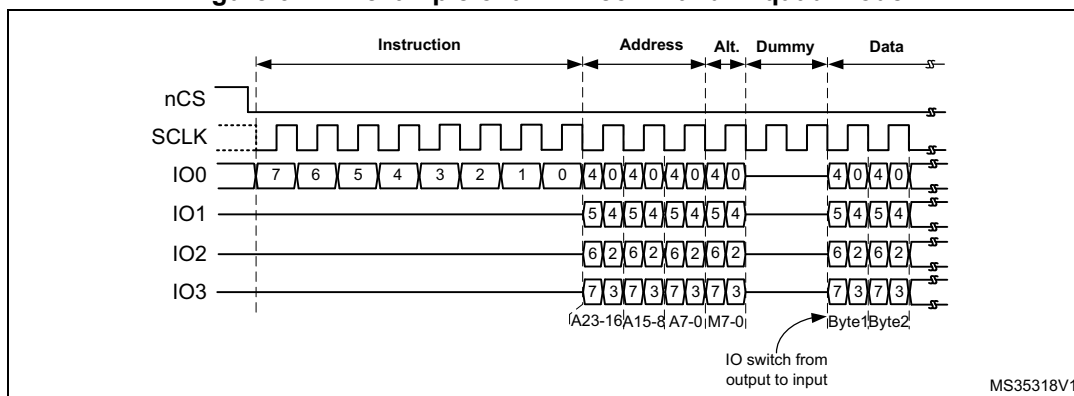 Instruction Address Alt. Dummy Data
nCS
SCLK
IO0 7 6 5 4 3 2 1 0 4 0 4 0 4 0 4 0 4 0 4 0
IO1 5 4 5 4 5 4 5 4 5 4 5 4
IO2 6 2 6 2 6 2 6 2 6 2 6 2
IO3 7 3 7 3 7 3 7 3 7 3 7 3
A23-16 A15-8 A7-0 M7-0 Byte1 Byte2
IO switch from
output to input
MS35318V1